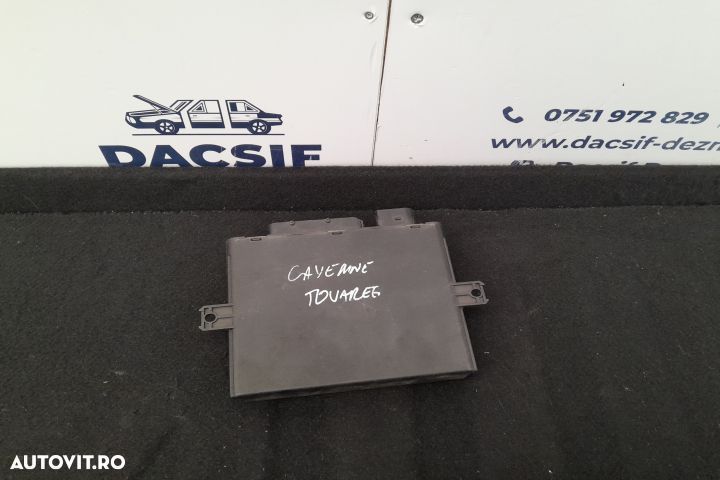 DACSIF
0751 972 829
www.dacsif-dezm
CAYENNE
TOUAREG
AUTOVIT.RO